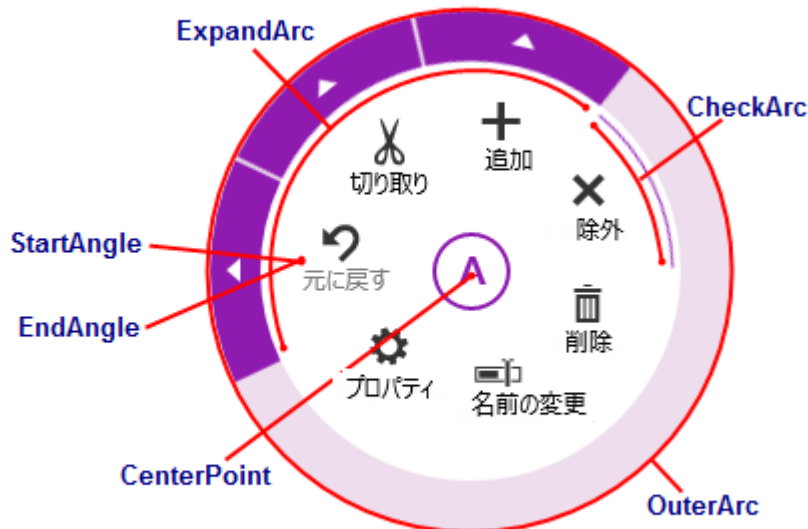 ExpandArc
CheckArc
追加
切り取り
除外
StartAngle
元に戻す
A
EndAngle
削除
プロパティ
名前の変更
CenterPoint
OuterArc